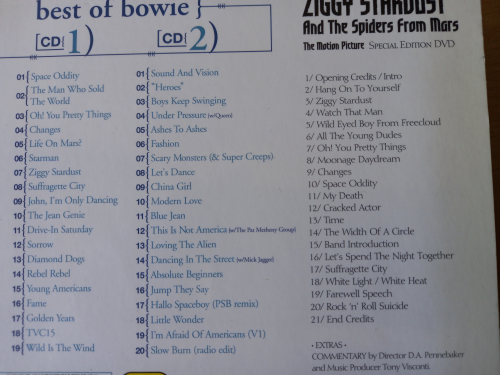 best of bowie
CD 1
01 Space Oddity
02 The Man Who Sold
The World
03 Oh! You Pretty Things
04 Changes
05 Life On Mars?
06 Starman
07 Ziggy Stardust
08 Suffragette City
09 John, I'm Only Dancing
10 The Jean Genie
11 Drive-In Saturday
12 Sorrow
13 Diamond Dogs
14 Rebel Rebel
15 Young Americans
16 Fame
17 Golden Years
18 TVC15
19 Wild Is The Wind
CD 2
01 Sound And Vision
02 "Heroes"
03 Boys Keep Swinging
04 Under Pressure (w/Queen)
05 Ashes To Ashes
06 Fashion
07 Scary Monsters (& Super Creeps)
08 Let's Dance
09 China Girl
10 Modern Love
11 Blue Jean
12 This Is Not America (w/The Pat Metheny Group)
13 Loving The Alien
14 Dancing In The Street (w/Mick Jagger)
15 Absolute Beginners
16 Jump They Say
17 Hallo Spaceboy (PSB remix)
18 Little Wonder
19 I'm Afraid Of Americans (V1)
20 Slow Burn (radio edit)
ZIGGY STARDUST
And The Spiders From Mars
The Motion Picture SPECIAL EDITION DVD
1/ Opening Credits / Intro
2/ Hang On To Yourself
3/ Ziggy Stardust
4/ Watch That Man
5/ Wild Eyed Boy From Freecloud
6/ All The Young Dudes
7/ Oh! You Pretty Things
8/ Moonage Daydream
9/ Changes
10/ Space Oddity
11/ My Death
12/ Cracked Actor
13/ Time
14/ The Width Of A Circle
15/ Band Introduction
16/ Let's Spend The Night Together
17/ Suffragette City
18/ White Light / White Heat
19/ Farewell Speech
20/ Rock 'n' Roll Suicide
21/ End Credits
• EXTRAS •
COMMENTARY by Director D.A. Pennebaker
and Music Producer Tony Visconti.